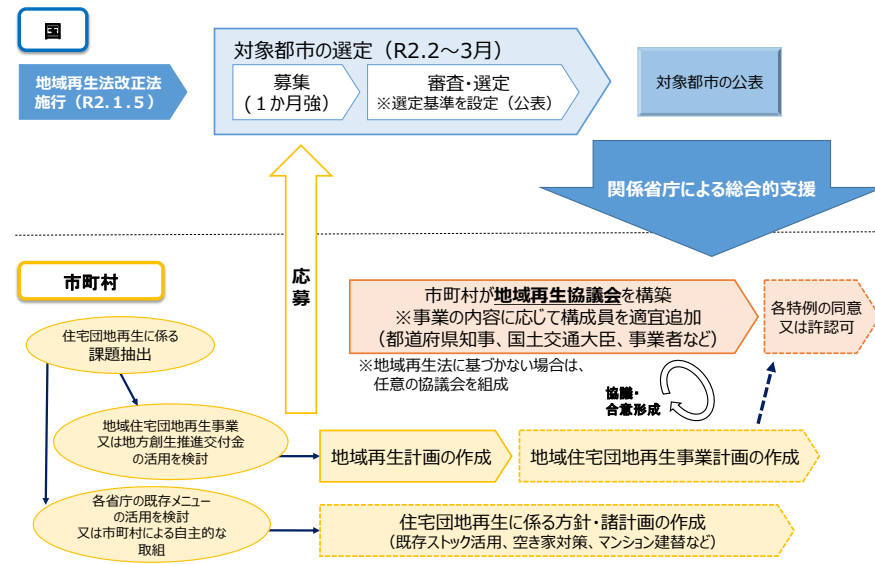 国
地域再生法改正法
施行（R2.1.5）
対象都市の選定（R2.2～3月）
募集
(１か月強)
審査・選定
※選定基準を設定（公表）
対象都市の公表
関係省庁による総合的支援
応募
市町村
住宅団地再生に係る
課題抽出
地域住宅団地再生事業
又は地方創生推進交付金
の活用を検討
各省庁の既存メニュー
の活用を検討
又は市町村による自主的な
取組
市町村が地域再生協議会を構築
※事業の内容に応じて構成員を適宜追加
（都道府県知事、国土交通大臣、事業者など）
※地域再生法に基づかない場合は、
任意の協議会を組成
各特例の同意
又は許認可
協議・
合意形成
地域再生計画の作成
地域住宅団地再生事業計画の作成
住宅団地再生に係る方針・諸計画の作成
（既存ストック活用、空き家対策、マンション建替など）